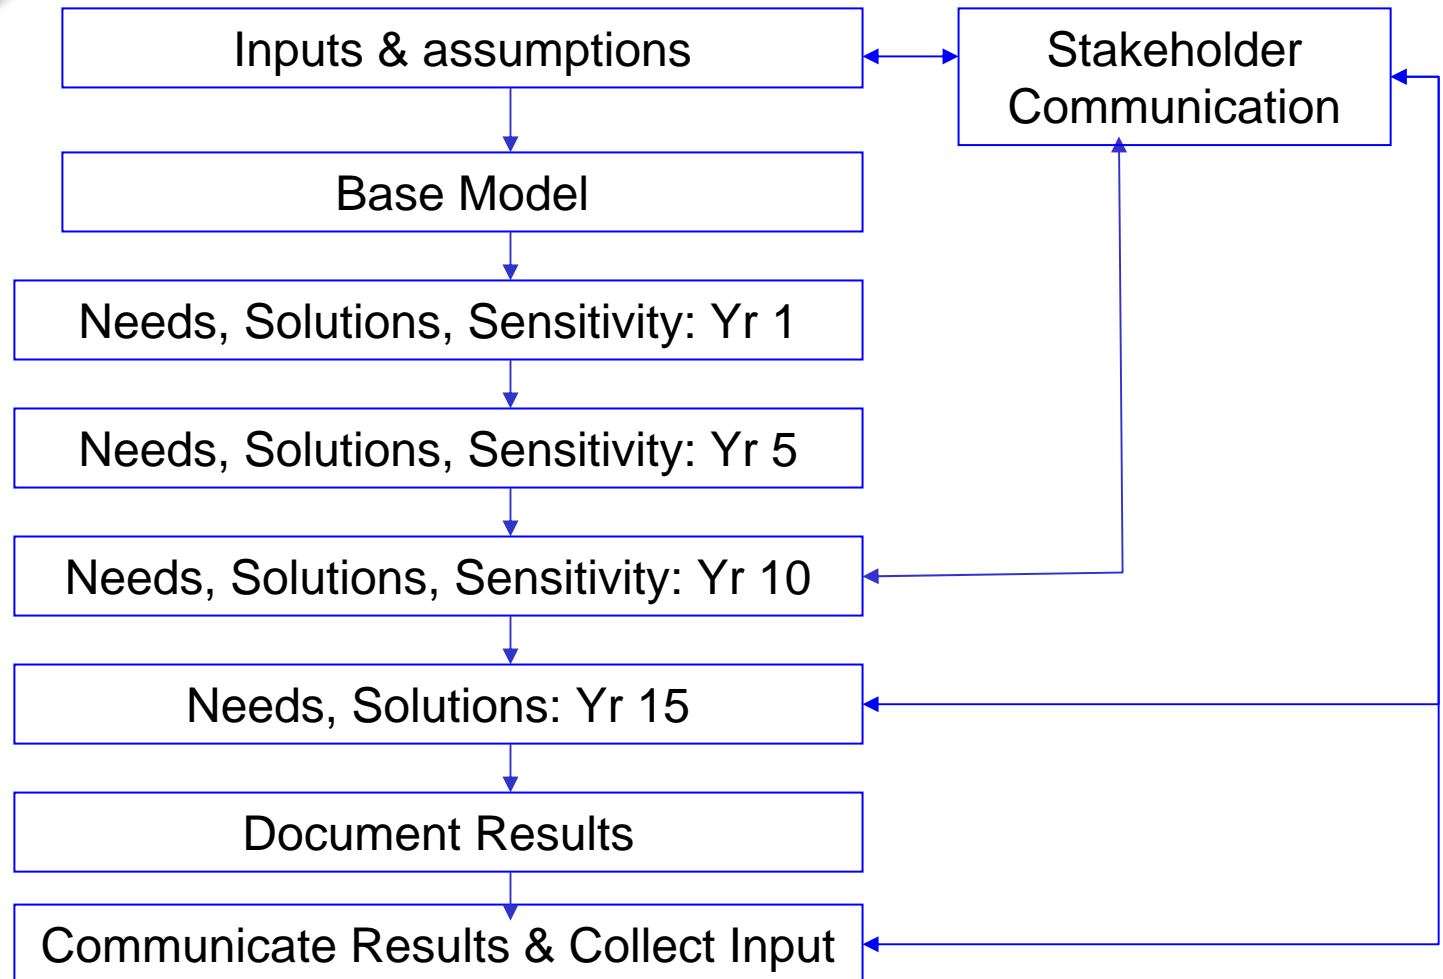 Inputs & assumptions
Stakeholder
Communication
Base Model
Needs, Solutions, Sensitivity: Yr 1
Needs, Solutions, Sensitivity: Yr 5
Needs, Solutions, Sensitivity: Yr 10
Needs, Solutions: Yr 15
Document Results
Communicate Results & Collect Input